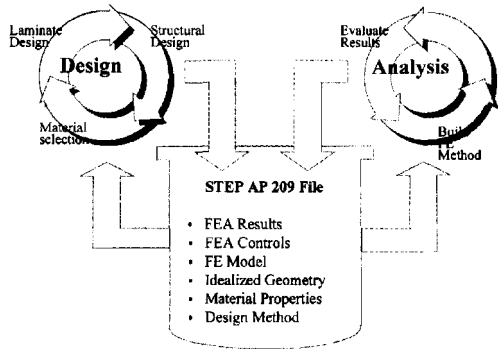 Laminate
Design
Structural
Design
Design
Material
selection
Evaluate
Results
Analysis
Build
FE
Method
STEP AP 209 File
• FEA Results
• FEA Controls
• FE Model
• Idealized Geometry
• Material Properties
• Design Method